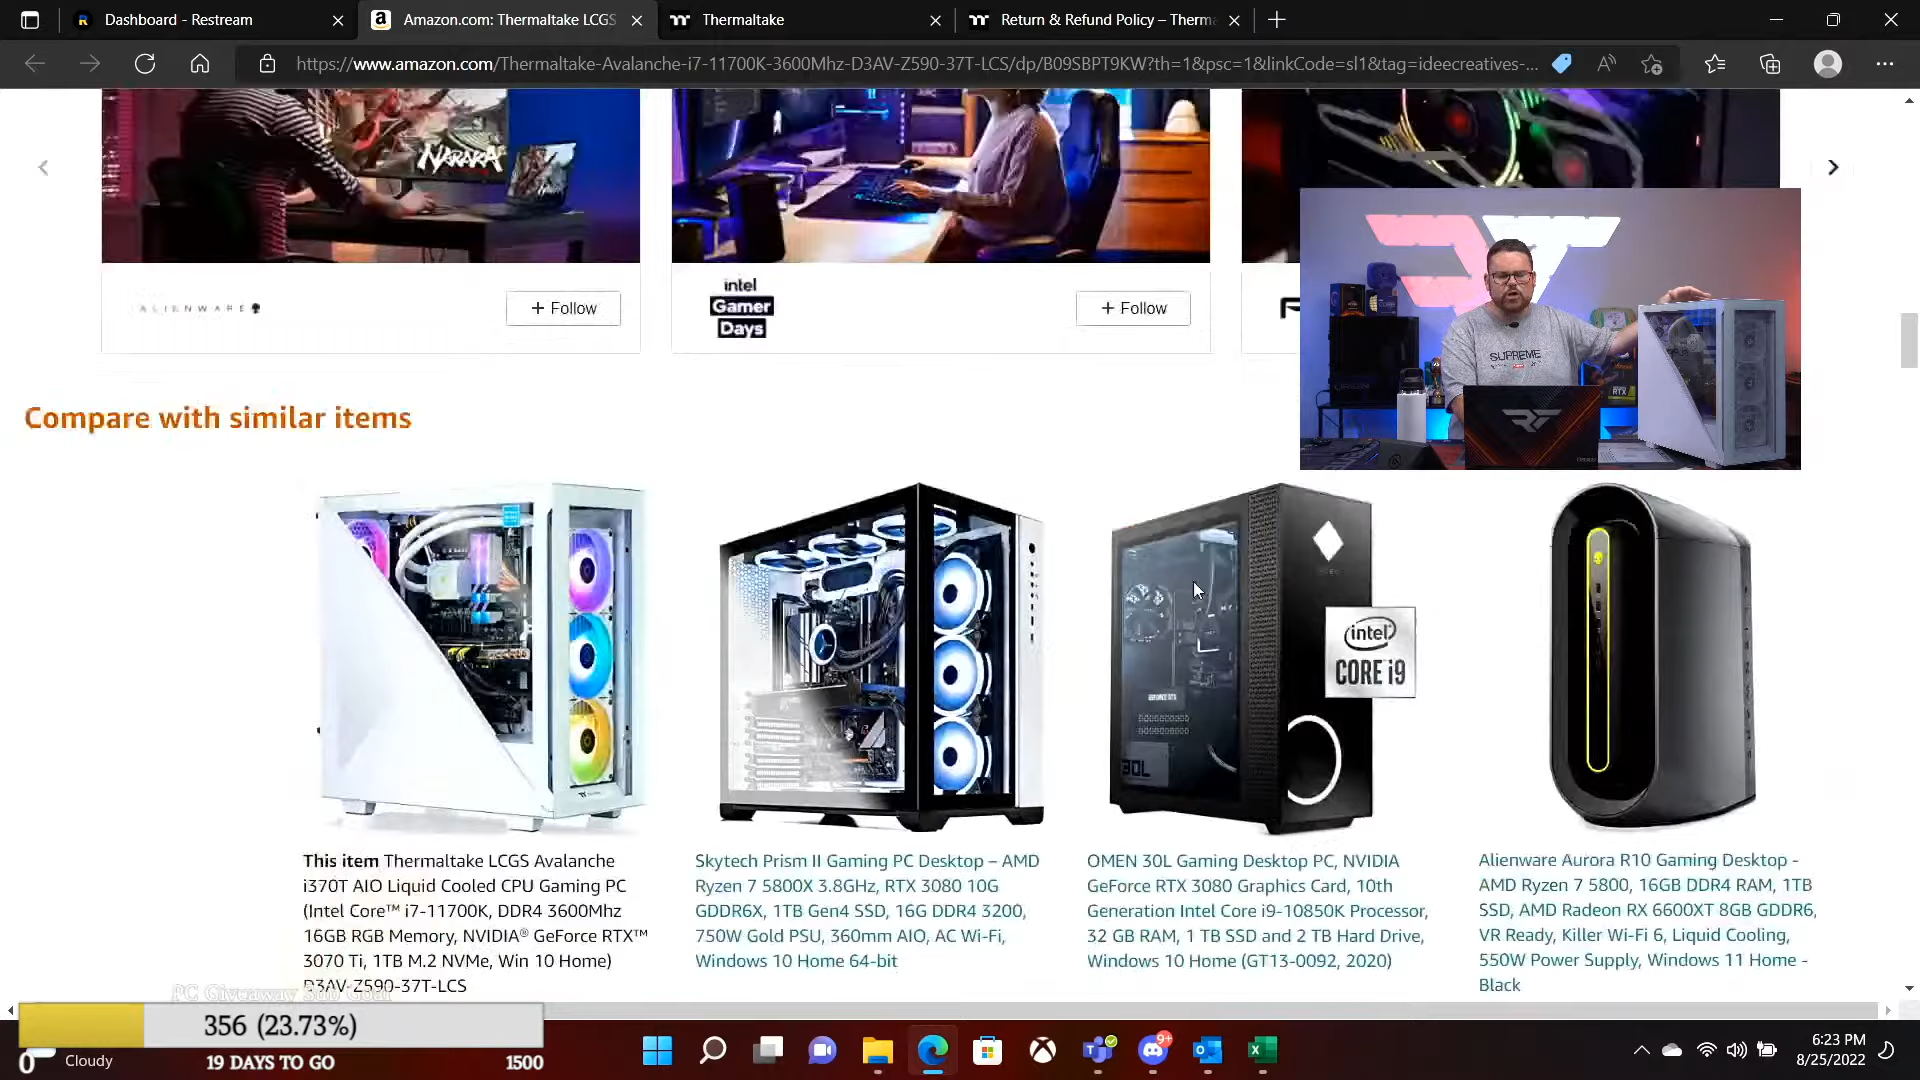 Dashboard - Restream
Amazon.com: Thermaltake LCGS
Thermaltake
Return & Refund Policy – Therma
https://www.amazon.com/Thermaltake-Avalanche-i7-11700K-3600Mhz-D3AV-Z590-37T-LCS/dp/B09SBPT9KW?th=1&psc=1&linkCode=sl1&tag=ideecreatives-...
NARAKA
ALIENWARE
+ Follow
intel
Gamer
Days
+ Follow
SUPREME
RTX
Compare with similar items
intel
CORE i9
30L
This item Thermaltake LCGS Avalanche
i370T AIO Liquid Cooled CPU Gaming PC
(Intel Core™ i7-11700K, DDR4 3600Mhz
16GB RGB Memory, NVIDIA® GeForce RTX™
3070 Ti, 1TB M.2 NVMe, Win 10 Home)
D3AV-Z590-37T-LCS
Skytech Prism II Gaming PC Desktop – AMD
Ryzen 7 5800X 3.8GHz, RTX 3080 10G
GDDR6X, 1TB Gen4 SSD, 16G DDR4 3200,
750W Gold PSU, 360mm AIO, AC Wi-Fi,
Windows 10 Home 64-bit
OMEN 30L Gaming Desktop PC, NVIDIA
GeForce RTX 3080 Graphics Card, 10th
Generation Intel Core i9-10850K Processor,
32 GB RAM, 1 TB SSD and 2 TB Hard Drive,
Windows 10 Home (GT13-0092, 2020)
Alienware Aurora R10 Gaming Desktop -
AMD Ryzen 7 5800, 16GB DDR4 RAM, 1TB
SSD, AMD Radeon RX 6600XT 8GB GDDR6,
VR Ready, Killer Wi-Fi 6, Liquid Cooling,
550W Power Supply, Windows 11 Home -
Black
PC Giveaway Sub Goal
356 (23.73%)
0
Cloudy
19 DAYS TO GO
1500
9+
6:23 PM
8/25/2022